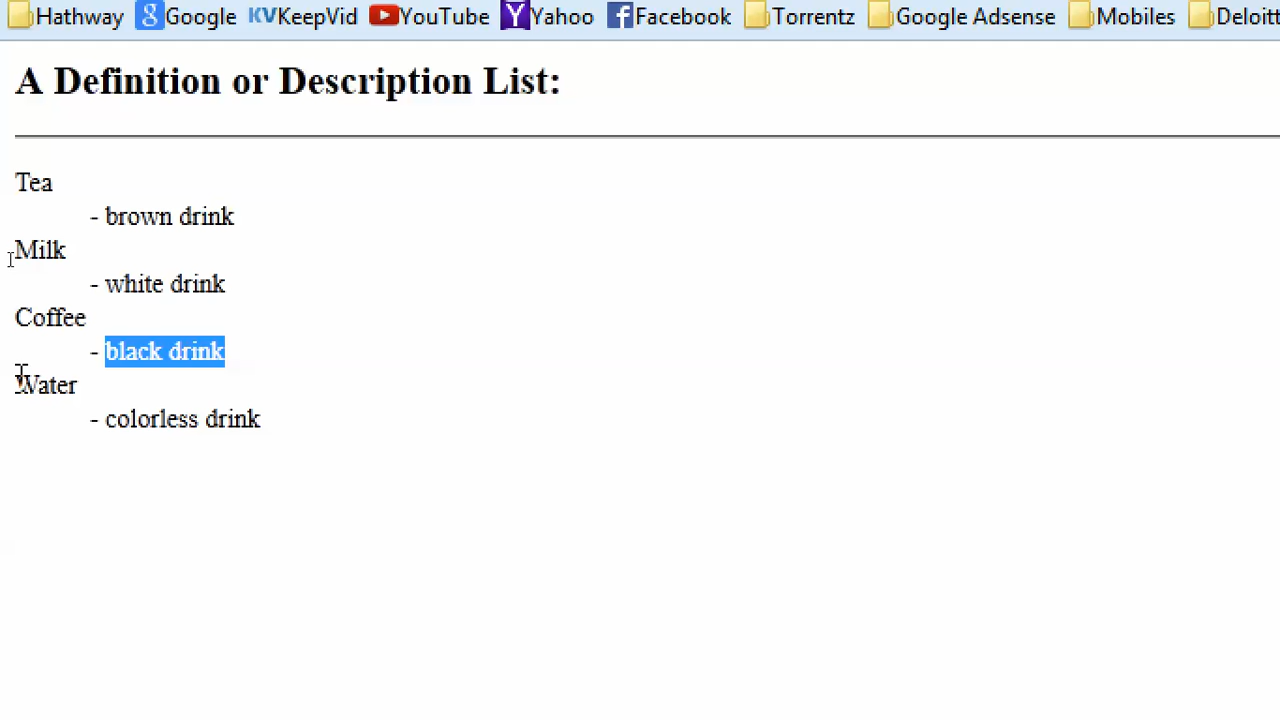 Hathway Google KeepVid YouTube Yahoo Facebook Torrentz Google Adsense Mobiles Deloitt
A Definition or Description List:
Tea
- brown drink
Milk
- white drink
Coffee
- black drink
Water
- colorless drink